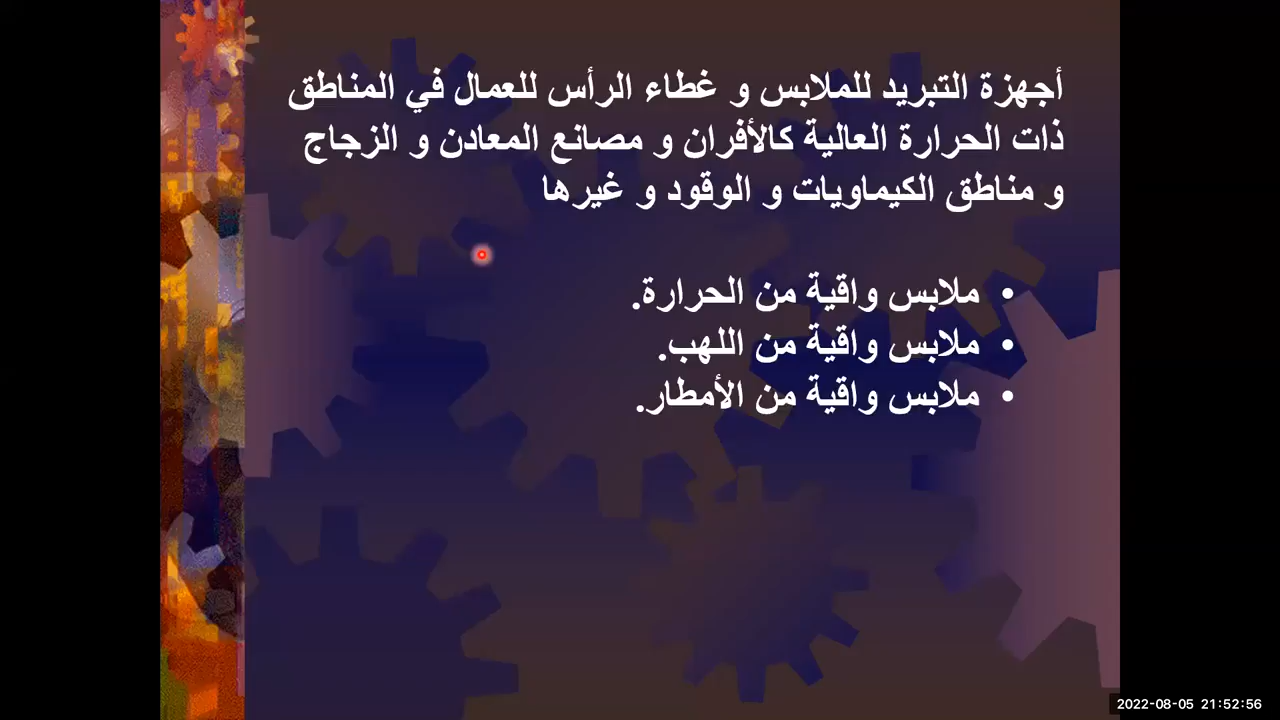 أجهزة التبريد للملابس و غطاء الرأس للعمال في المناطق
ذات الحرارة العالية كالأفران و مصانع المعادن و الزجاج
و مناطق الكيماويات و الوقود و غيرها
• ملابس واقية من الحرارة.
• ملابس واقية من اللهب.
• ملابس واقية من الأمطار.
2022-08-05 21:52:56